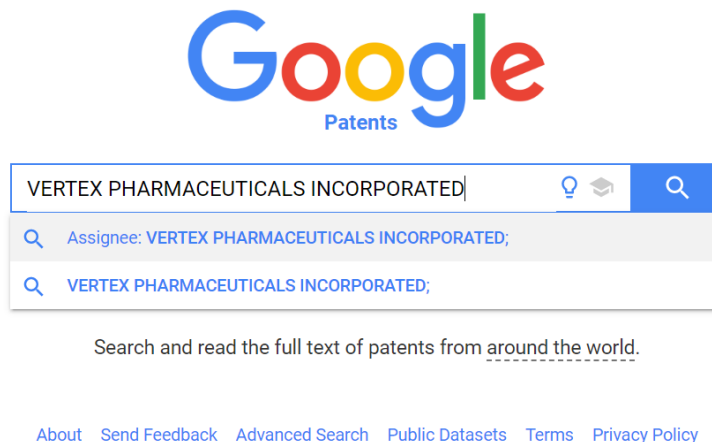 Google
Patents
VERTEX PHARMACEUTICALS INCORPORATED
Assignee: VERTEX PHARMACEUTICALS INCORPORATED;
VERTEX PHARMACEUTICALS INCORPORATED;
Search and read the full text of patents from around the world.
About Send Feedback Advanced Search Public Datasets Terms Privacy Policy